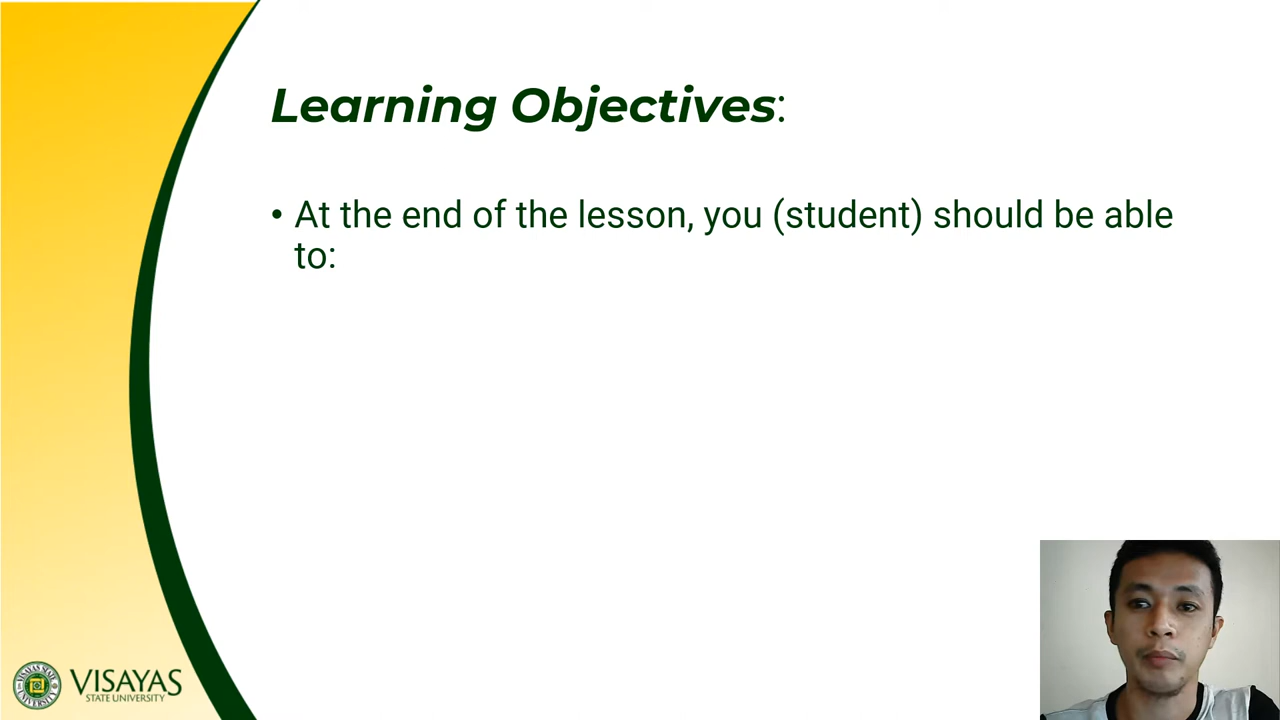 Learning Objectives:
• At the end of the lesson, you (student) should be able
to:
VISAYAS
STATE UNIVERSITY